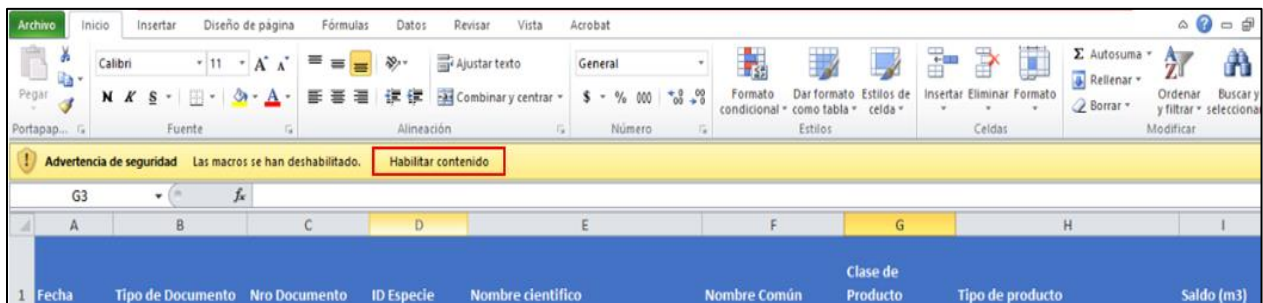 Archivo Inicio Insertar Diseño de página Fórmulas Datos Revisar Vista Acrobat
Pegar
Calibri 11 A A
N K S A
Ajustar texto
Combinar y centrar
General
$ % 000
Formato condicional
Dar formato como tabla
Estilos de celda
Insertar Eliminar Formato
Σ Autosuma
Rellenar
Borrar
Ordenar y filtrar
Buscar y
Portapap... Fuente Alineación Número Estilos Celdas Modificar
Advertencia de seguridad Las macros se han deshabilitado. Habilitar contenido
G3 fx
A B C D E F G H I
1 Fecha Tipo de Documento Nro Documento ID Especie Nombre cientifico Nombre Común Clase de Producto Tipo de producto Saldo (m3)